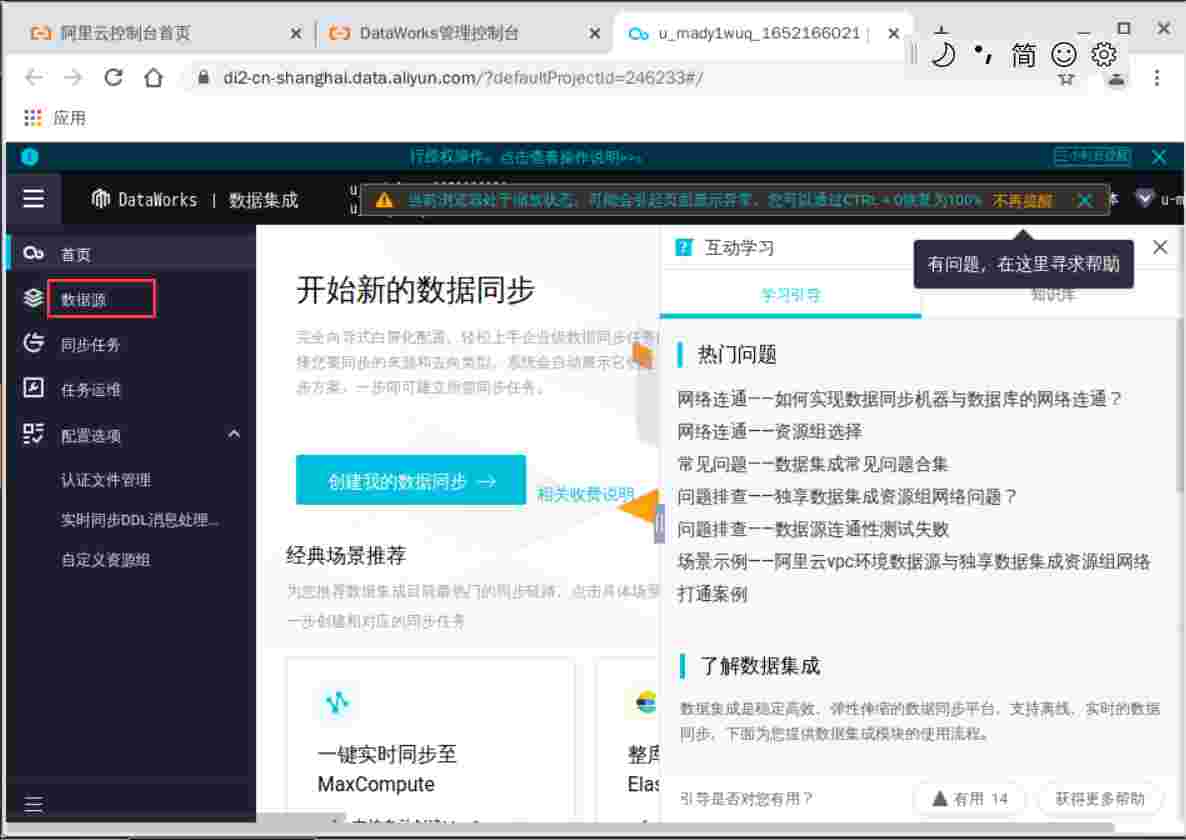 阿里云控制台首页
DataWorks管理控制台
u_mady1wuq_1652166021
简
di2-cn-shanghai.data.aliyun.com/?defaultProjectId=246233#/
应用
行授权操作。点击查看操作说明>>。
三小时后提醒
DataWorks | 数据集成
当前浏览器处于缩放状态，可能会引起页面显示异常，您可以通过CTRL + 0恢复为100% 不再提醒
u-m
首页
数据源
同步任务
任务运维
配置选项
认证文件管理
实时同步DDL消息处理...
自定义资源组
开始新的数据同步
完全向导式白屏化配置，轻松上手企业级数据同步任务
择您要同步的来源和去向类型，系统会自动展示它们
步方案，一步即可建立所需同步任务。
创建我的数据同步 →
相关收费说明
经典场景推荐
为您推荐数据集成目前最热门的同步链路，点击具体场景
一步创建相对应的同步任务
一键实时同步至
MaxCompute
整库
Elas
互动学习
有问题，在这里寻求帮助
学习引导
知识库
热门问题
网络连通——如何实现数据同步机器与数据库的网络连通？
网络连通——资源组选择
常见问题——数据集成常见问题合集
问题排查——独享数据集成资源组网络问题？
问题排查——数据源连通性测试失败
场景示例——阿里云vpc环境数据源与独享数据集成资源组网络
打通案例
了解数据集成
数据集成是稳定高效、弹性伸缩的数据同步平台，支持离线、实时的数据
同步，下面为您提供数据集成模块的使用流程。
引导是否对您有用？
有用 14
获得更多帮助